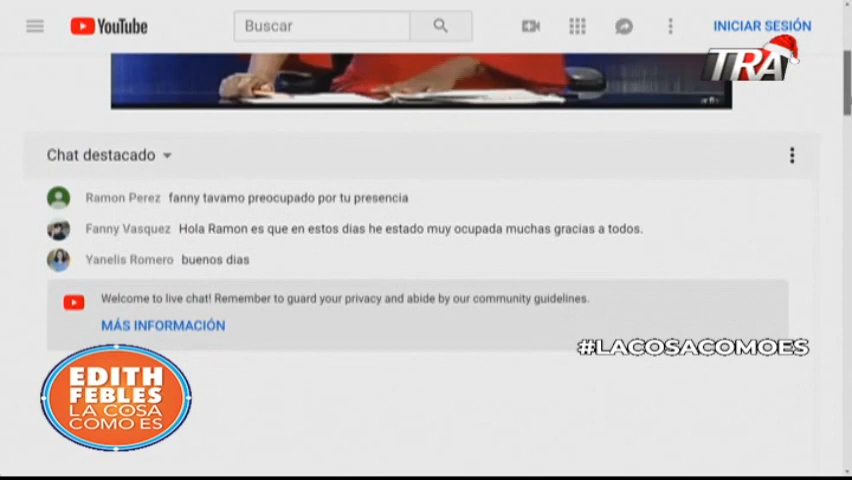 YouTube
Buscar
INICIAR SESIÓN
TRA
Chat destacado
Ramon Perez fanny tavamo preocupado por tu presencia
Fanny Vasquez Hola Ramon es que en estos dias he estado muy ocupada muchas gracias a todos.
Yanelis Romero buenos dias
Welcome to live chat! Remember to guard your privacy and abide by our community guidelines.
MÁS INFORMACIÓN
#LACOSACOMOES
EDITH
FEBLES
LA COSA
COMO ES